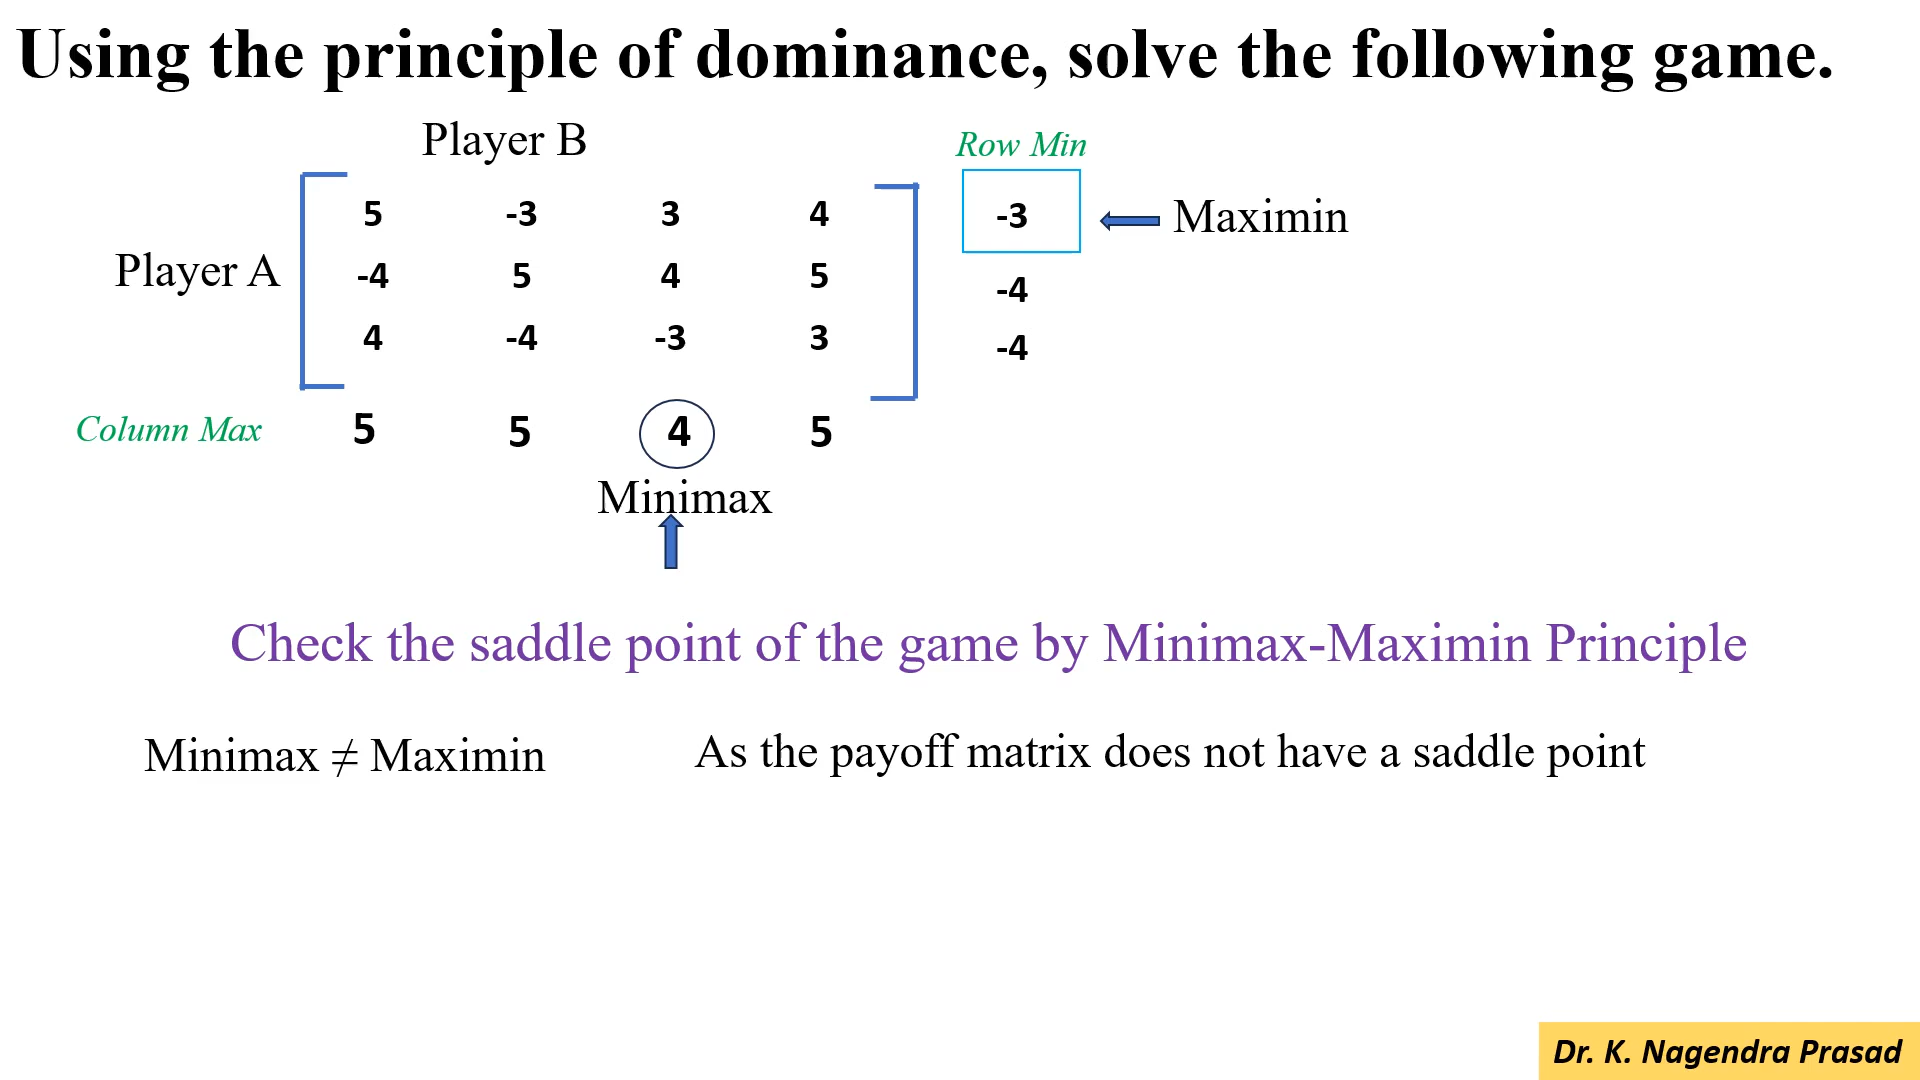 Using the principle of dominance, solve the following game.
Player B
Row Min
5 -3 3 4 -3 Maximin
Player A
-4 5 4 5 -4
4 -4 -3 3 -4
Column Max 5 5 4 5
Minimax
Check the saddle point of the game by Minimax-Maximin Principle
Minimax ≠ Maximin As the payoff matrix does not have a saddle point
Dr. K. Nagendra Prasad